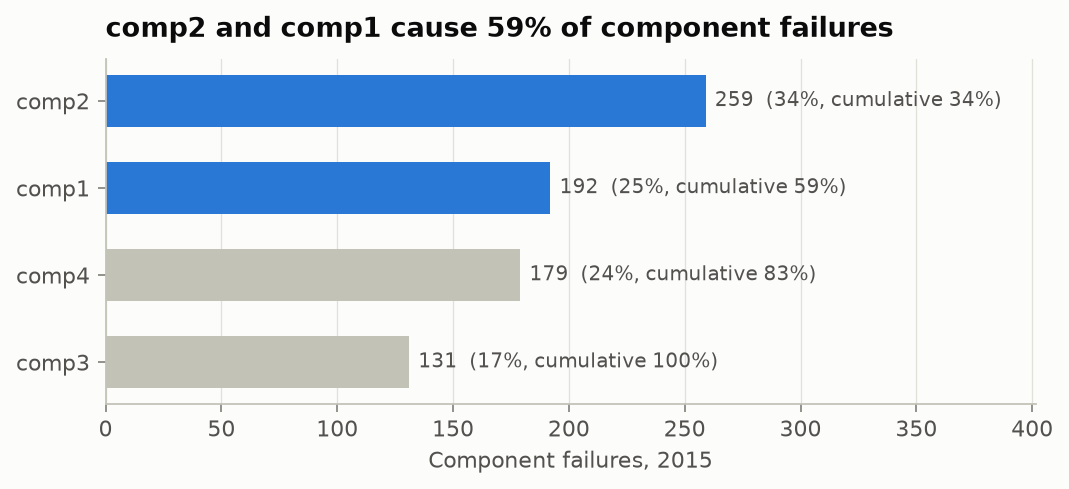 comp2 and comp1 cause 59% of component failures
comp2 259 (34%, cumulative 34%)
comp1 192 (25%, cumulative 59%)
comp4 179 (24%, cumulative 83%)
comp3 131 (17%, cumulative 100%)
0 50 100 150 200 250 300 350 400
Component failures, 2015